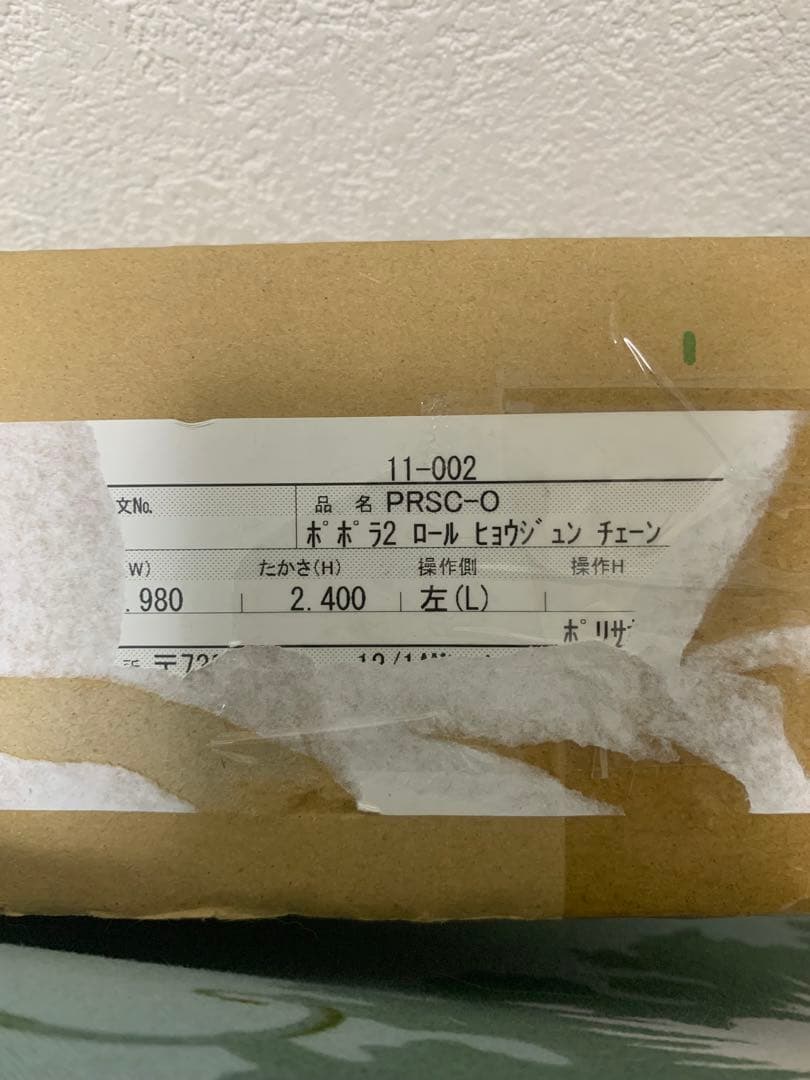 11-002
文No.
品 名 PRSC-O
ﾎﾟﾎﾟﾗ2 ﾛｰﾙ ﾋｮｳｼﾞｭﾝ ﾁｪｰﾝ
W) たかさ(H) 操作側 操作H
.980 2.400 左(L)
ﾎﾟﾘｻﾞ
〒72